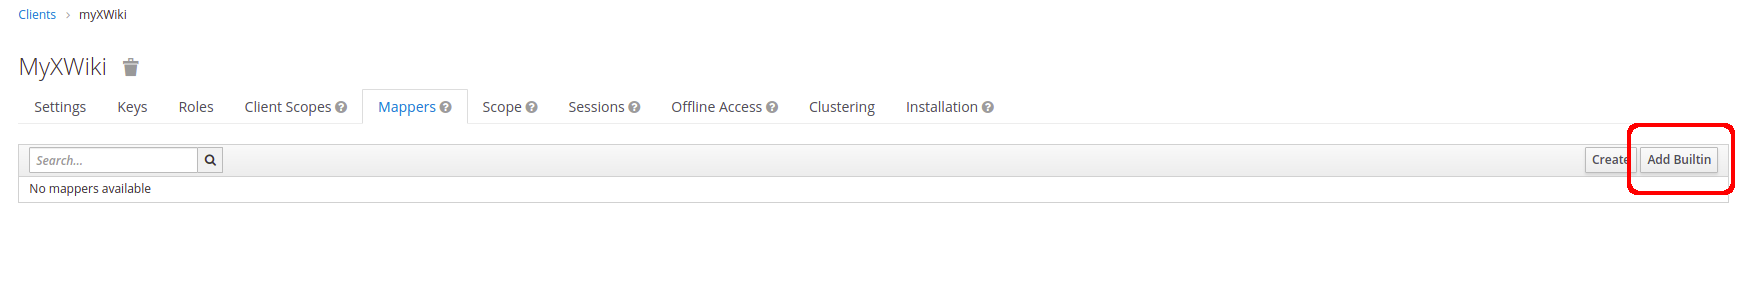 Clients > myXWiki
MyXWiki
Settings Keys Roles Client Scopes ? Mappers ? Scope ? Sessions ? Offline Access ? Clustering Installation ?
Search... Create Add Builtin
No mappers available